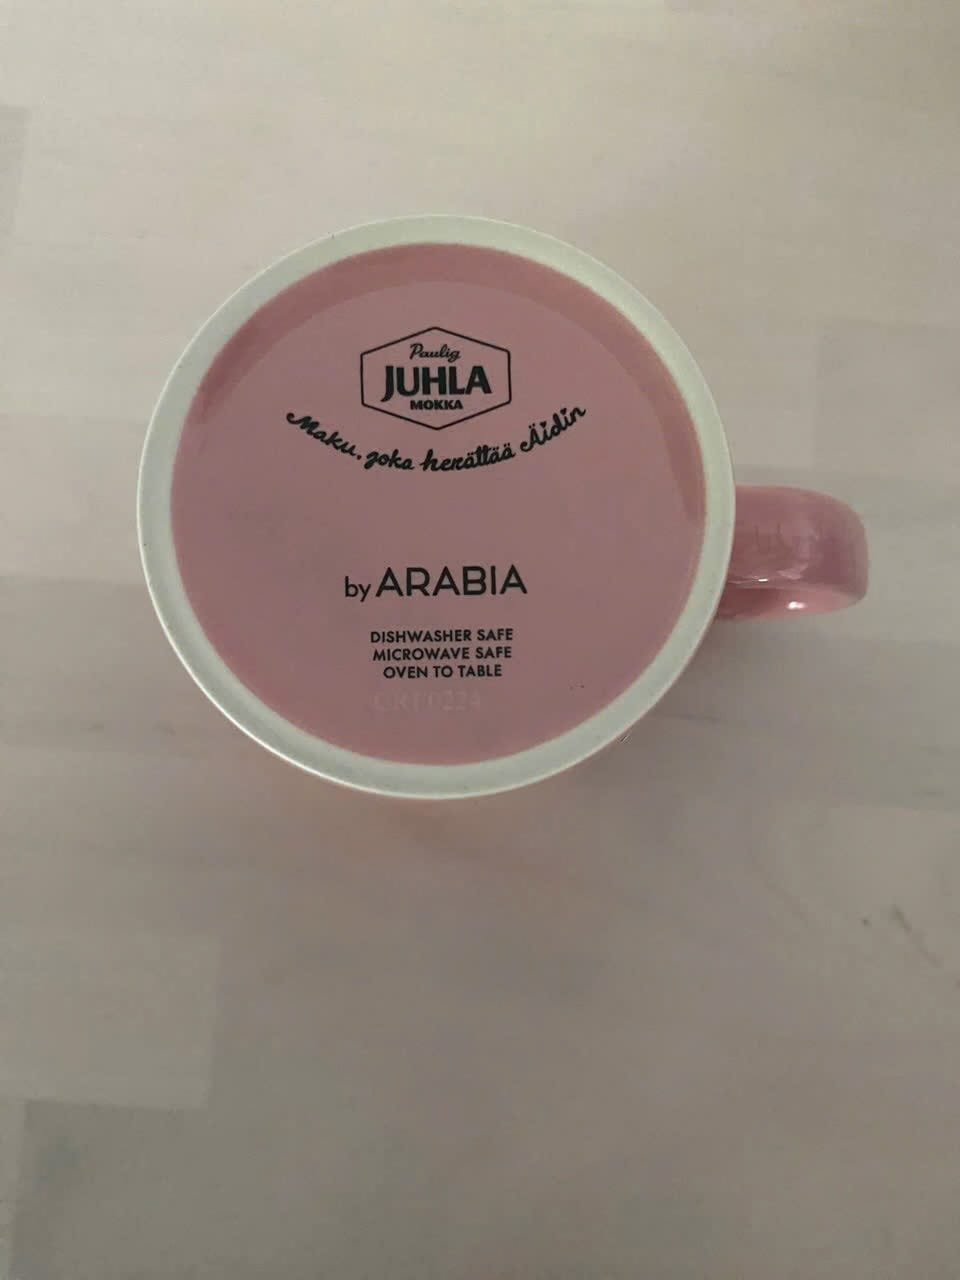 Paulig
JUHLA
MOKKA
Maku, joka herättää Äidin
by ARABIA
DISHWASHER SAFE
MICROWAVE SAFE
OVEN TO TABLE